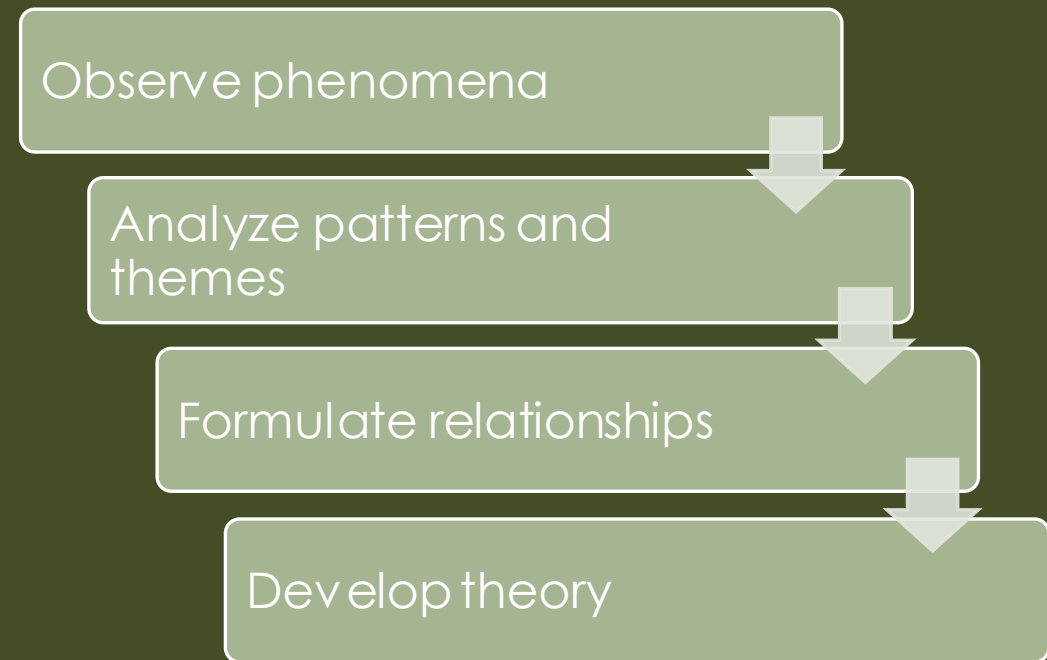 Observe phenomena
Analyze patterns and
themes
Formulate relationships
Develop theory